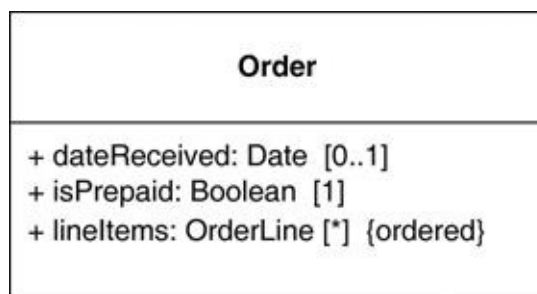 Order
+ dateReceived: Date [0..1]
+ isPrepaid: Boolean [1]
+ lineItems: OrderLine [*] {ordered}